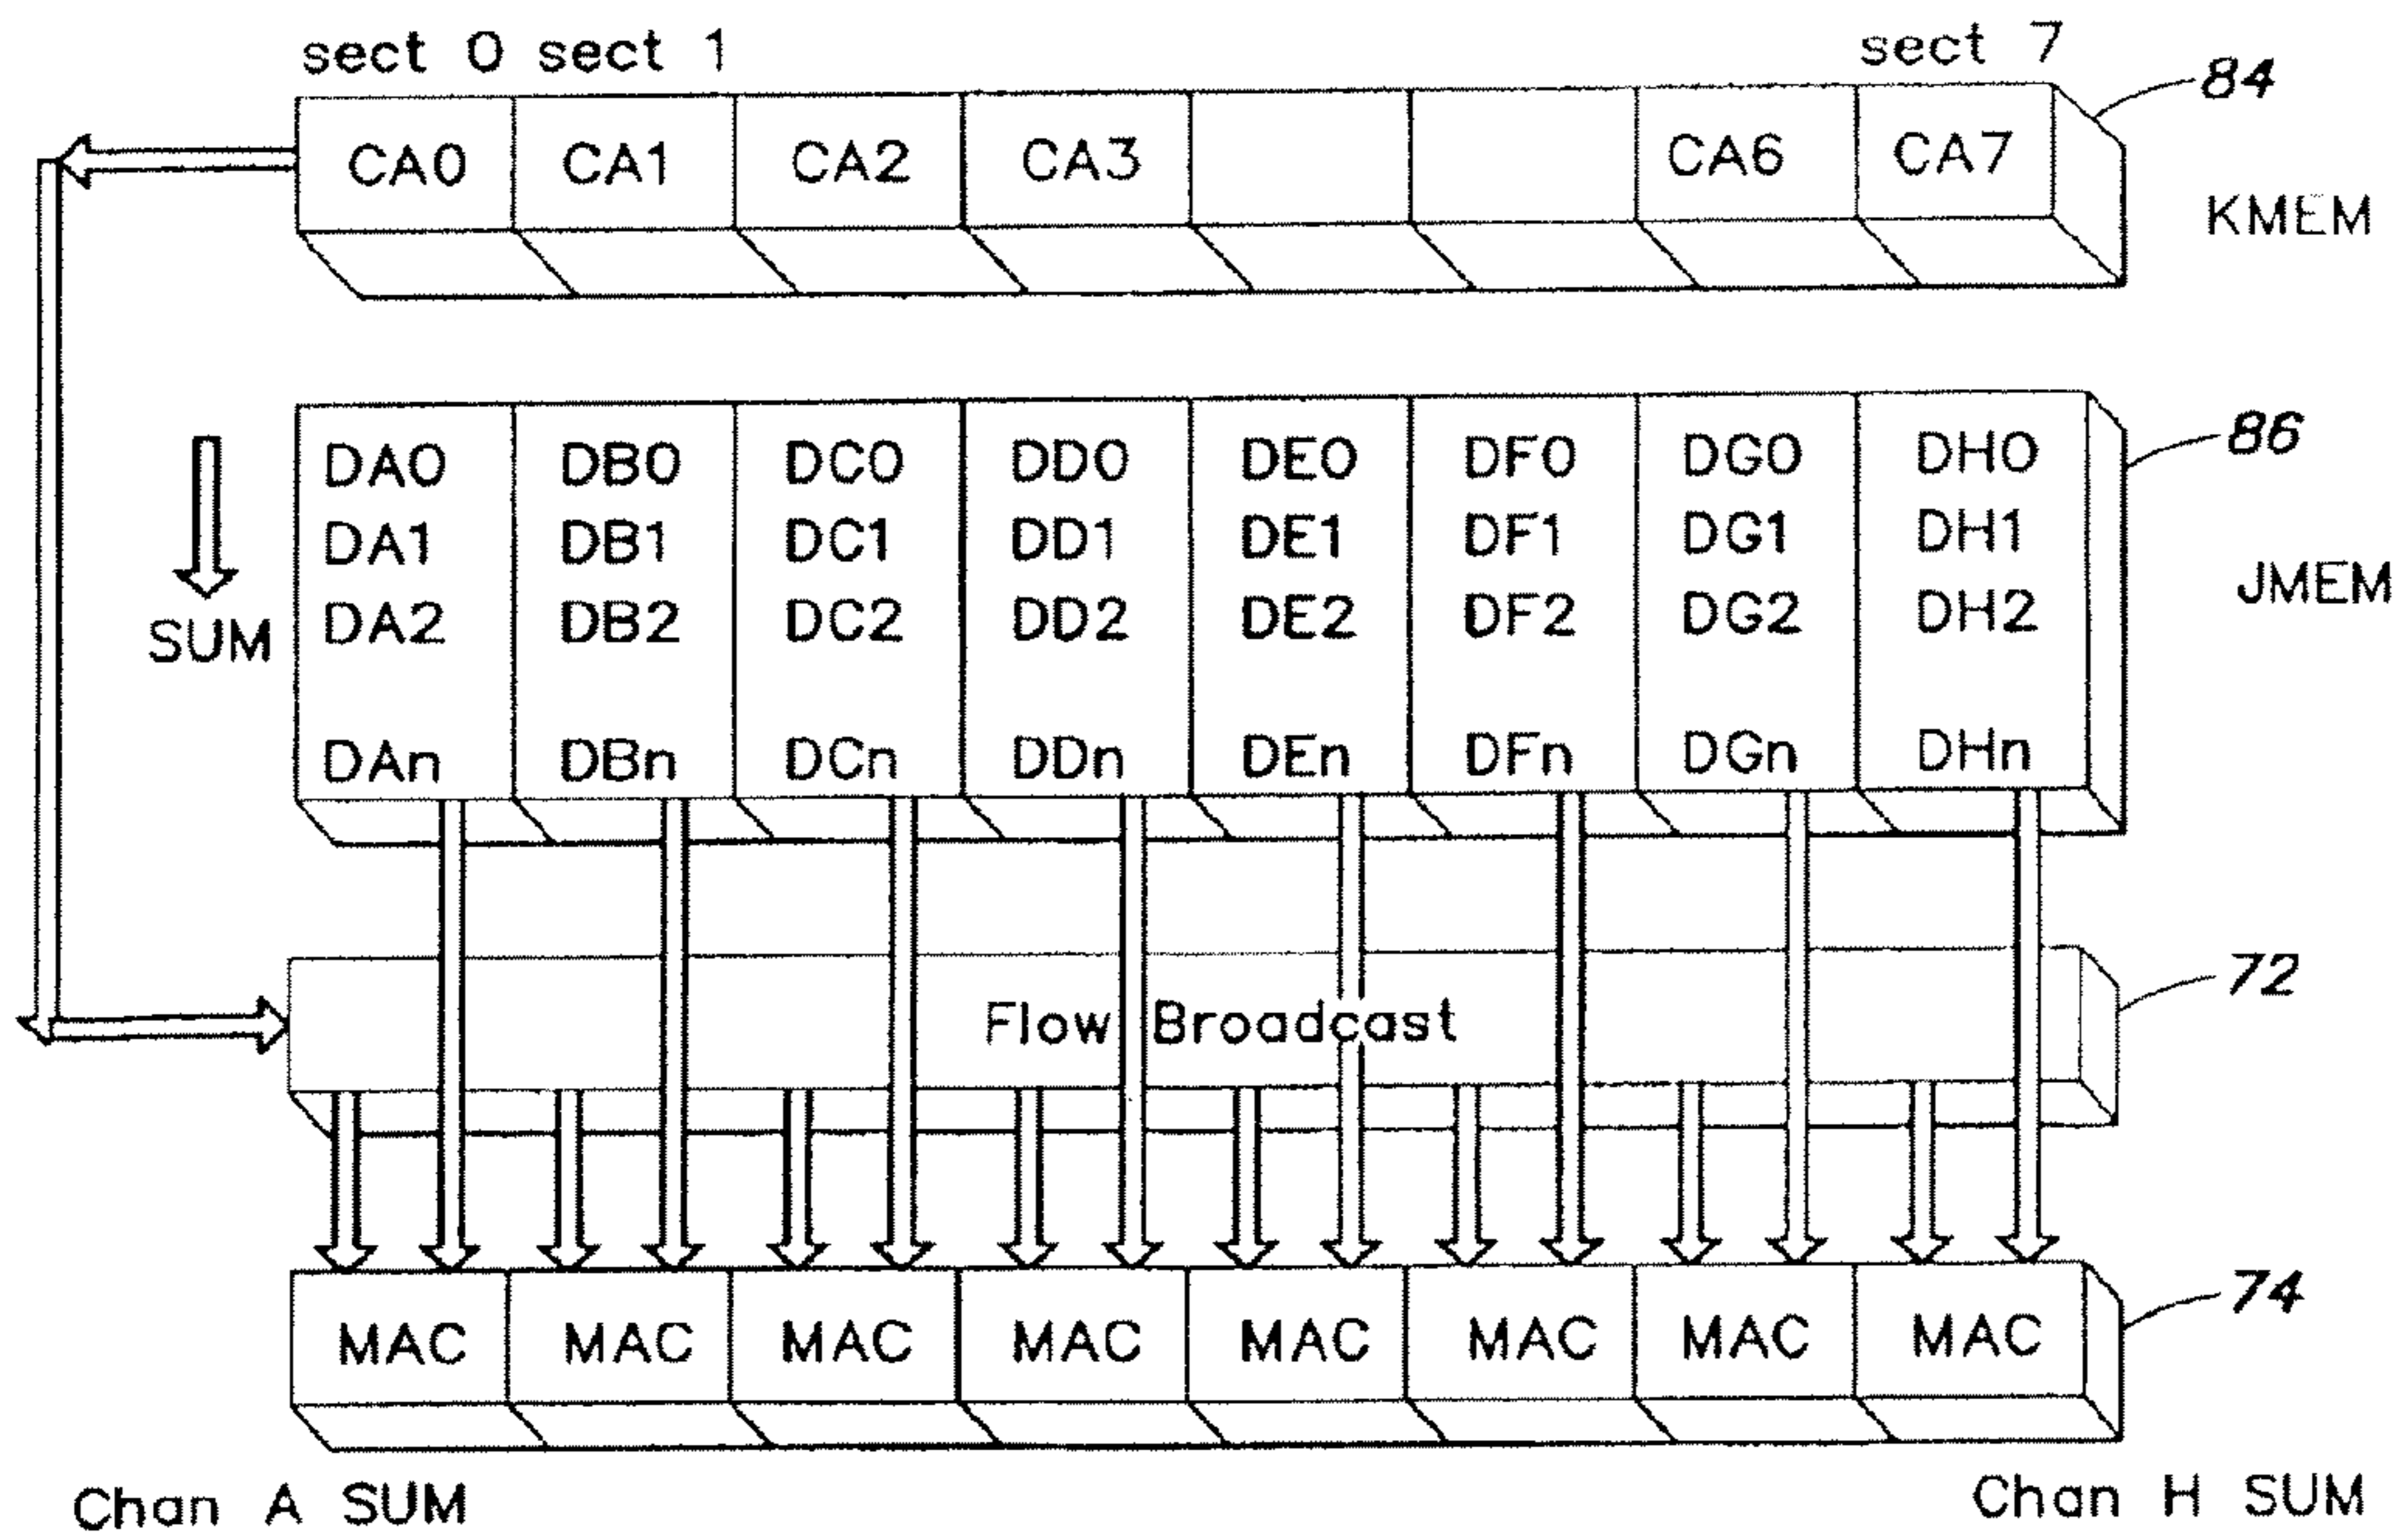 sect 0 sect 1 sect 7
84
CA0 CA1 CA2 CA3 CA6 CA7
KMEM
86
DA0 DB0 DC0 DD0 DE0 DF0 DG0 DH0
DA1 DB1 DC1 DD1 DE1 DF1 DG1 DH1
JMEM
DA2 DB2 DC2 DD2 DE2 DF2 DG2 DH2
SUM
DAn DBn DCn DDn DEn DFn DGn DHn
72
Flow Broadcast
74
MAC MAC MAC MAC MAC MAC MAC MAC
Chan A SUM Chan H SUM